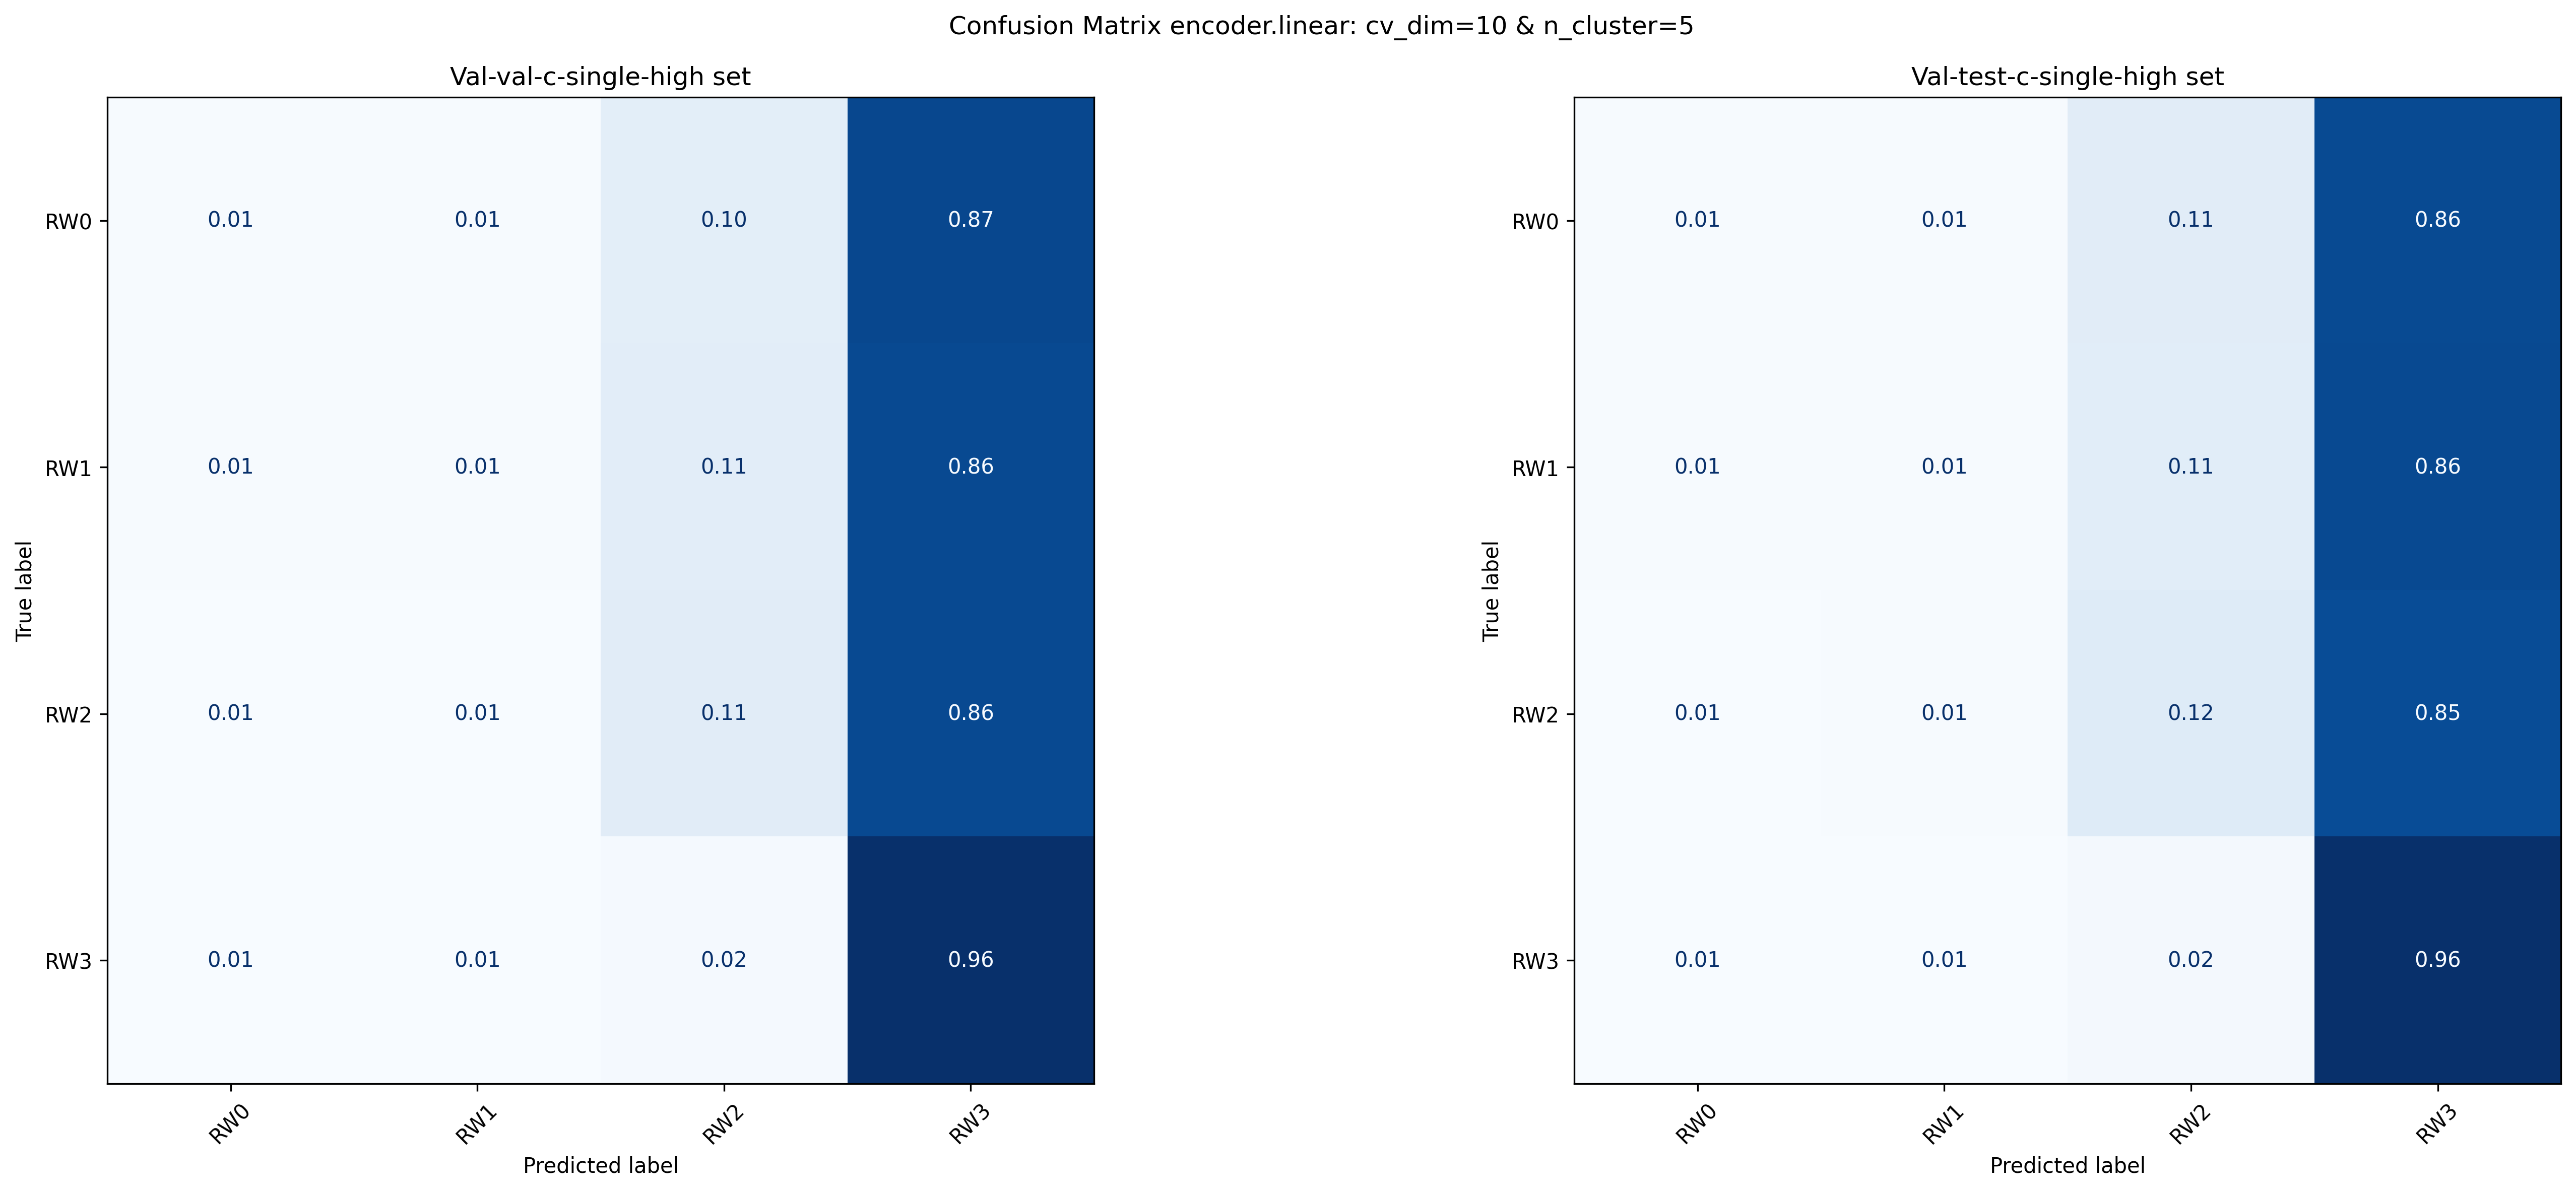 Confusion Matrix encoder.linear: cv_dim=10 & n_cluster=5
Val-val-c-single-high set
True label
RW0 0.01 0.01 0.10 0.87
RW1 0.01 0.01 0.11 0.86
RW2 0.01 0.01 0.11 0.86
RW3 0.01 0.01 0.02 0.96
RW0 RW1 RW2 RW3
Predicted label
Val-test-c-single-high set
True label
RW0 0.01 0.01 0.11 0.86
RW1 0.01 0.01 0.11 0.86
RW2 0.01 0.01 0.12 0.85
RW3 0.01 0.01 0.02 0.96
RW0 RW1 RW2 RW3
Predicted label